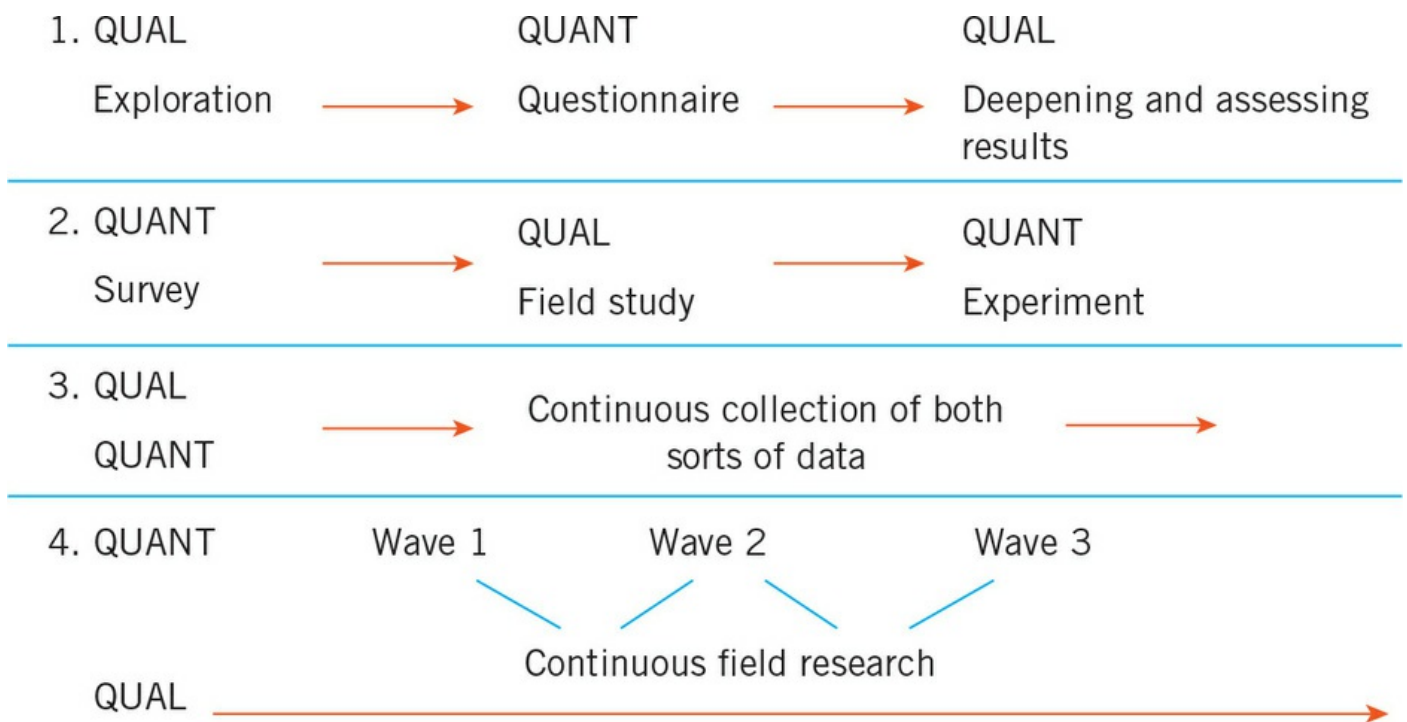 1. QUAL QUANT QUAL
Exploration Questionnaire Deepening and assessing
results
2. QUANT QUAL QUANT
Survey Field study Experiment
3. QUAL
Continuous collection of both
QUANT sorts of data
4. QUANT Wave 1 Wave 2 Wave 3
Continuous field research
QUAL